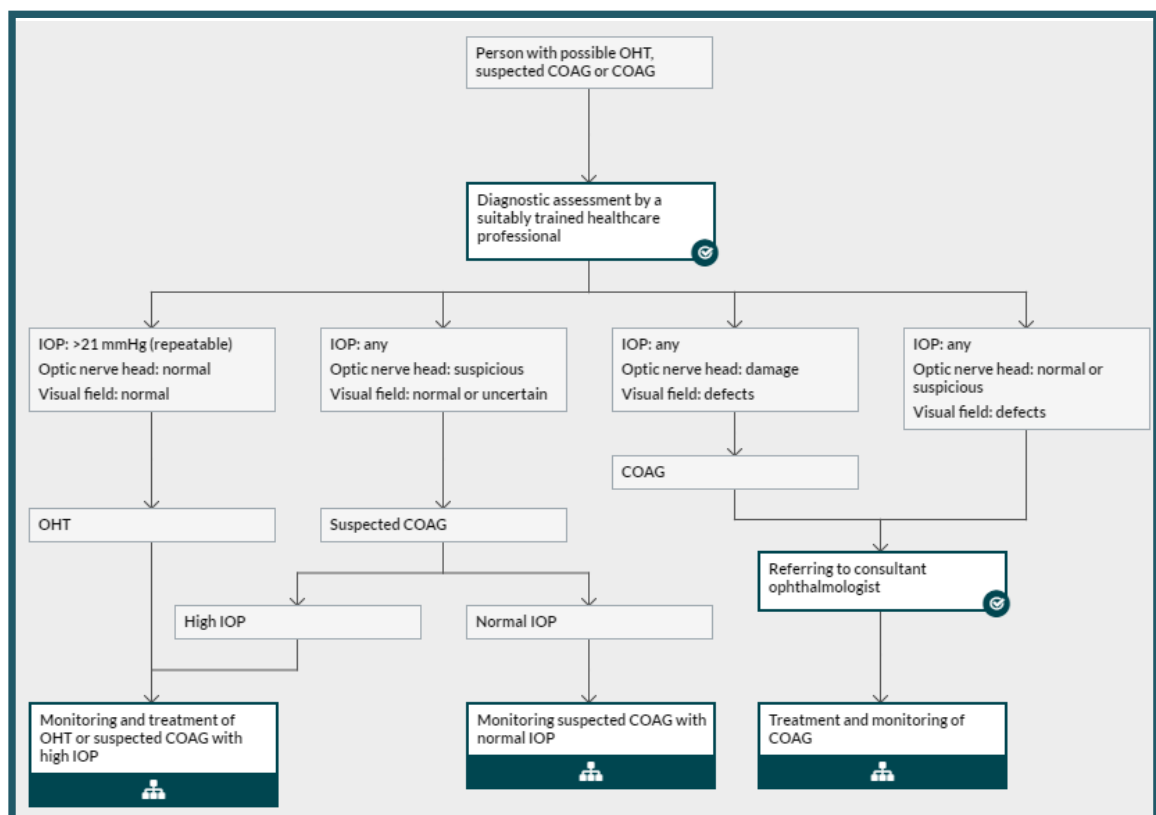 Person with possible OHT,
suspected COAG or COAG
Diagnostic assessment by a
suitably trained healthcare
professional
IOP: >21 mmHg (repeatable)
Optic nerve head: normal
Visual field: normal
IOP: any
Optic nerve head: suspicious
Visual field: normal or uncertain
IOP: any
Optic nerve head: damage
Visual field: defects
IOP: any
Optic nerve head: normal or
suspicious
Visual field: defects
COAG
OHT
Suspected COAG
Referring to consultant
ophthalmologist
High IOP
Normal IOP
Monitoring and treatment of
OHT or suspected COAG with
high IOP
Monitoring suspected COAG with
normal IOP
Treatment and monitoring of
COAG